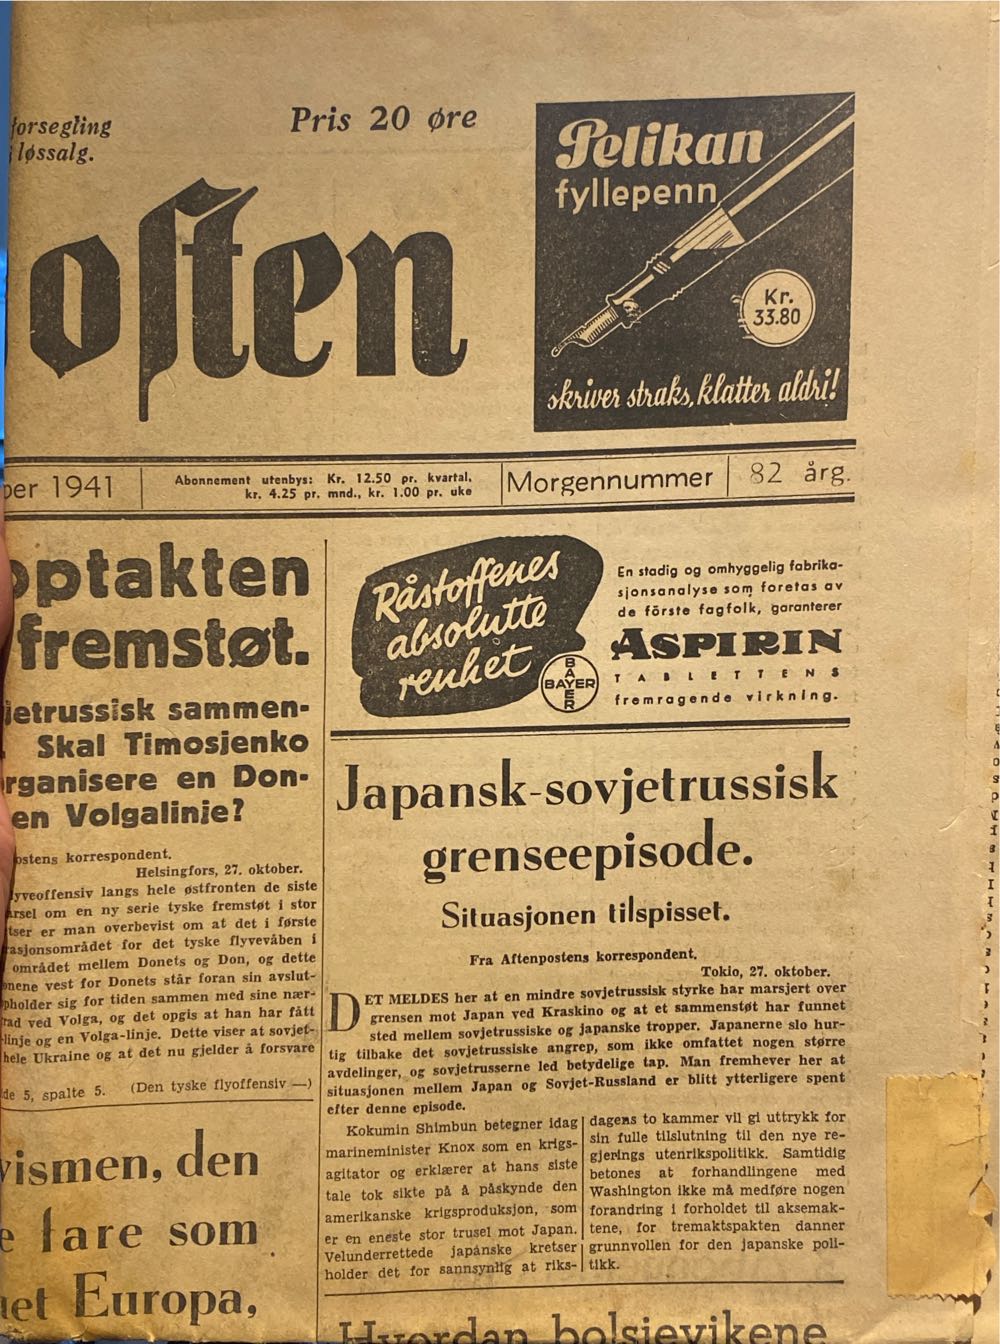 forsegling
løssalg.
Pris 20 øre
Pelikan
fyllepenn
Kr.
33.80
skriver straks, klatter aldri!
osten
ber 1941
Abonnement utenbys: Kr. 12.50 pr. kvartal,
kr. 4.25 pr. mnd., kr. 1.00 pr. uke
Morgennummer
82 årg.
optakten
fremstøt.
jetrussisk sammen-
Skal Timosjenko
rganisere en Don-
en Volgalinje?
ostens korrespondent.
Helsingfors, 27. oktober.
lyveoffensiv langs hele østfronten de siste
arsel om en ny serie tyske fremstøt i stor
tser er man overbevist om at det i første
asjonsområdet for det tyske flyvevåben i
området mellem Donets og Don, og dette
nene vest for Donets står foran sin avslut-
pholder sig for tiden sammen med sine nær-
rad ved Volga, og det opgis at han har fått
-linje og en Volga-linje. Dette viser at sovjet-
hele Ukraine og at det nu gjelder å forsvare
de 5, spalte 5. (Den tyske flyoffensiv —)
vismen, den
e fare som
et Europa,
Råstoffenes
absolutte
renhet
BAYER
BAYER
En stadig og omhyggelig fabrika-
sjonsanalyse som foretas av
de förste fagfolk, garanterer
ASPIRIN
TABLETTENS
fremragende virkning.
Japansk-sovjetrussisk
grenseepisode.
Situasjonen tilspisset.
Fra Aftenpostens korrespondent.
Tokio, 27. oktober.
DET MELDES her at en mindre sovjetrussisk styrke har marsjert over
grensen mot Japan ved Kraskino og at et sammenstøt har funnet
sted mellem sovjetrussiske og japanske tropper. Japanerne slo hur-
tig tilbake det sovjetrussiske angrep, som ikke omfattet nogen større
avdelinger, og sovjetrusserne led betydelige tap. Man fremhever her at
situasjonen mellem Japan og Sovjet-Russland er blitt ytterligere spent
efter denne episode.
Kokumin Shimbun betegner idag
marineminister Knox som en krigs-
agitator og erklærer at hans siste
tale tok sikte på å påskynde den
amerikanske krigsproduksjon, som
er en eneste stor trusel mot Japan.
Velunderrettede japanske kretser
holder det for sannsynlig at riks-
dagens to kammer vil gi uttrykk for
sin fulle tilslutning til den nye re-
gjerings utenrikspolitikk. Samtidig
betones at forhandlingene med
Washington ikke må medføre nogen
forandring i forholdet til aksemak-
tene, for tremaktspakten danner
grunnvollen for den japanske poli-
tikk.
Hvordan bolsjevikene